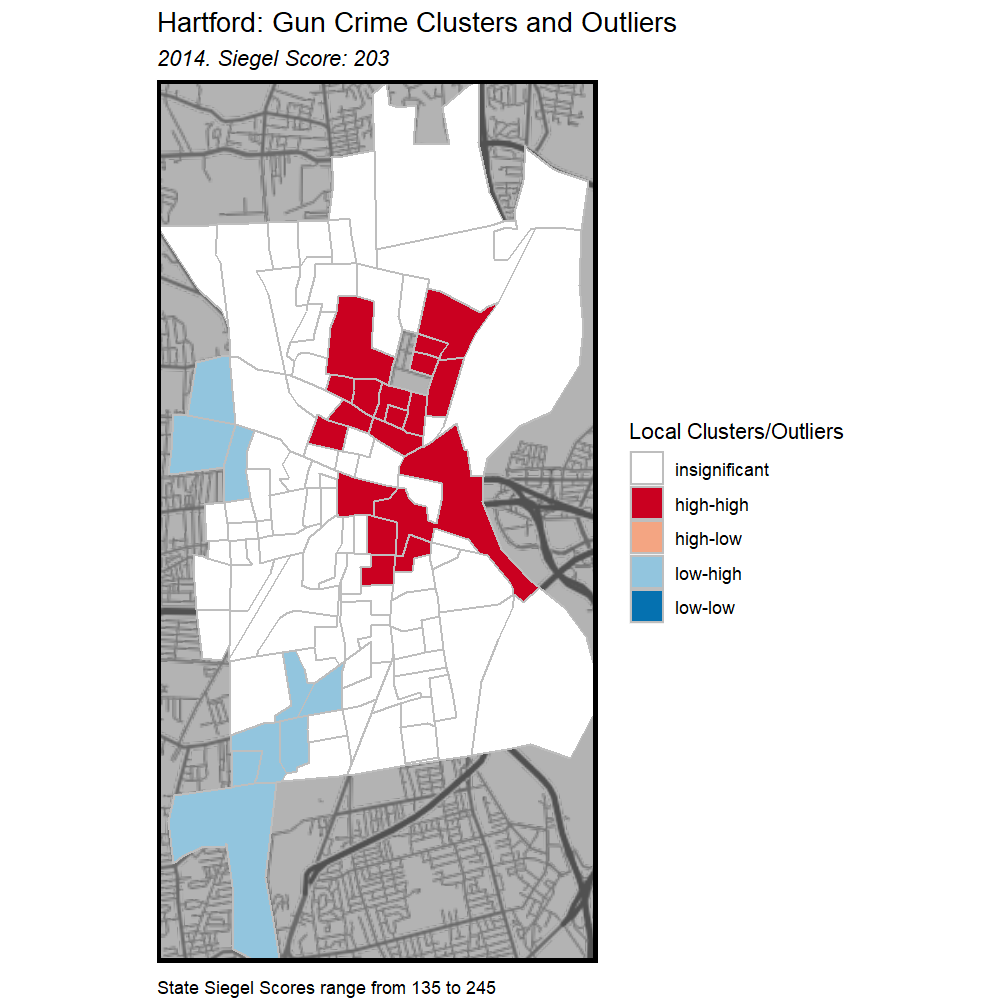 Hartford: Gun Crime Clusters and Outliers
2014. Siegel Score: 203
Local Clusters/Outliers
insignificant
high-high
high-low
low-high
low-low
State Siegel Scores range from 135 to 245